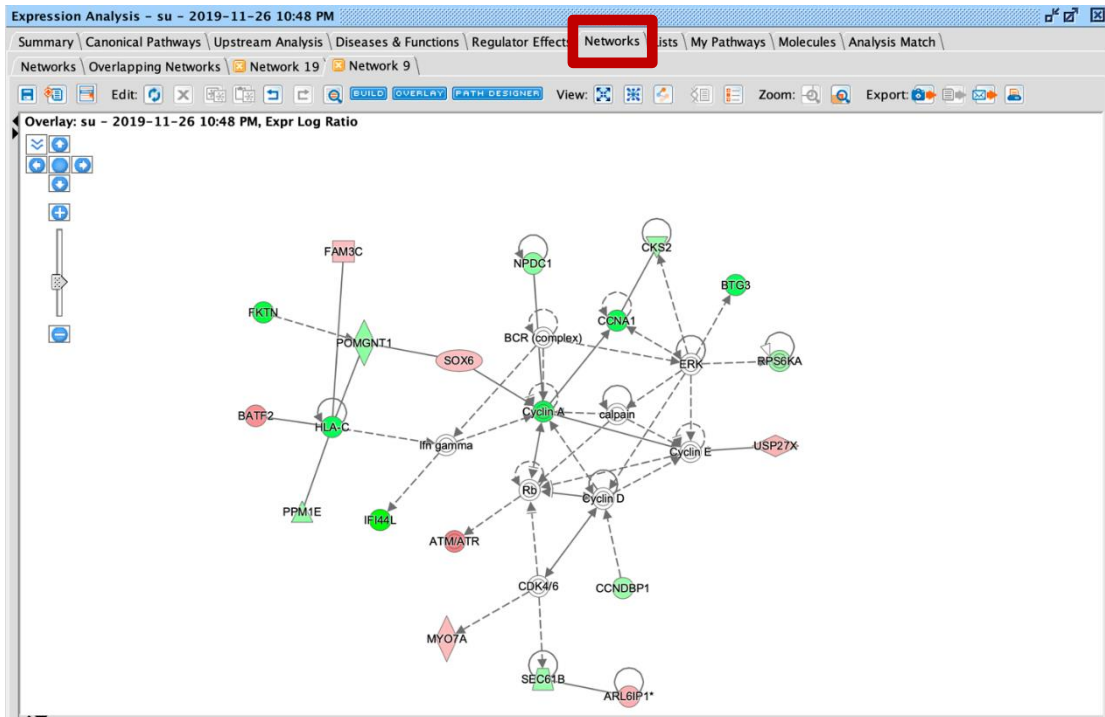 Expression Analysis - su - 2019-11-26 10:48 PM
Summary Canonical Pathways Upstream Analysis Diseases & Functions Regulator Effects Networks Lists My Pathways Molecules Analysis Match
Networks Overlapping Networks Network 19 Network 9
Edit: BUILD OVERLAY PATH DESIGNER View: Zoom: Export:
Overlay: su - 2019-11-26 10:48 PM, Expr Log Ratio
FAM3C
CKS2
NPDC1
BTG3
FKTN
CCNA1
POMGNT1
BCR (complex)
SOX6
ERK
RPS6KA
BATF2
HLA-C
Cyclin A
calpain
Ifn gamma
Cyclin E
USP27X
Rb
Cyclin D
PPM1E
IFI44L
ATM/ATR
CDK4/6
CCNDBP1
MYO7A
SEC61B
ARL6IP1*